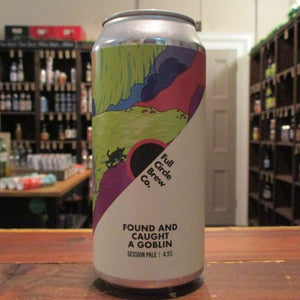 Full
Circle
Brew
Co.
FOUND AND
CAUGHT
A GOBLIN
SESSION PALE | 4.5%